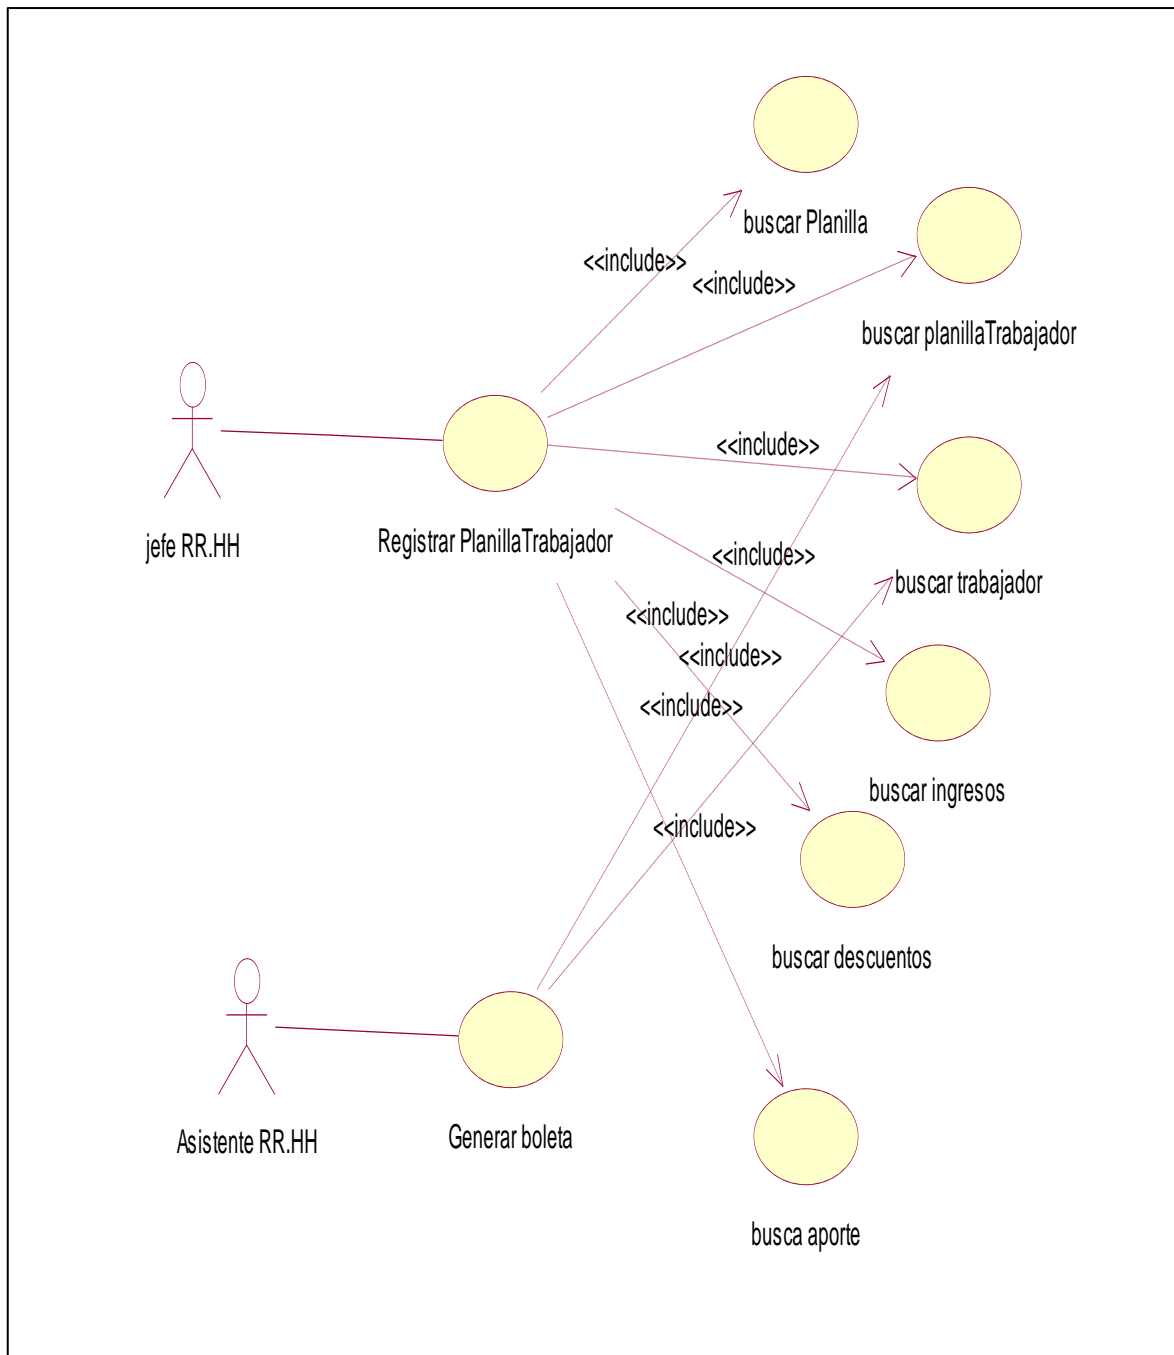 buscar Planilla
<<include>>
<<include>>
buscar planillaTrabajador
<<include>>
jefe RR.HH
Registrar PlanillaTrabajador
<<include>>
buscar trabajador
<<include>>
<<include>>
<<include>>
buscar ingresos
<<include>>
buscar descuentos
Asistente RR.HH
Generar boleta
busca aporte